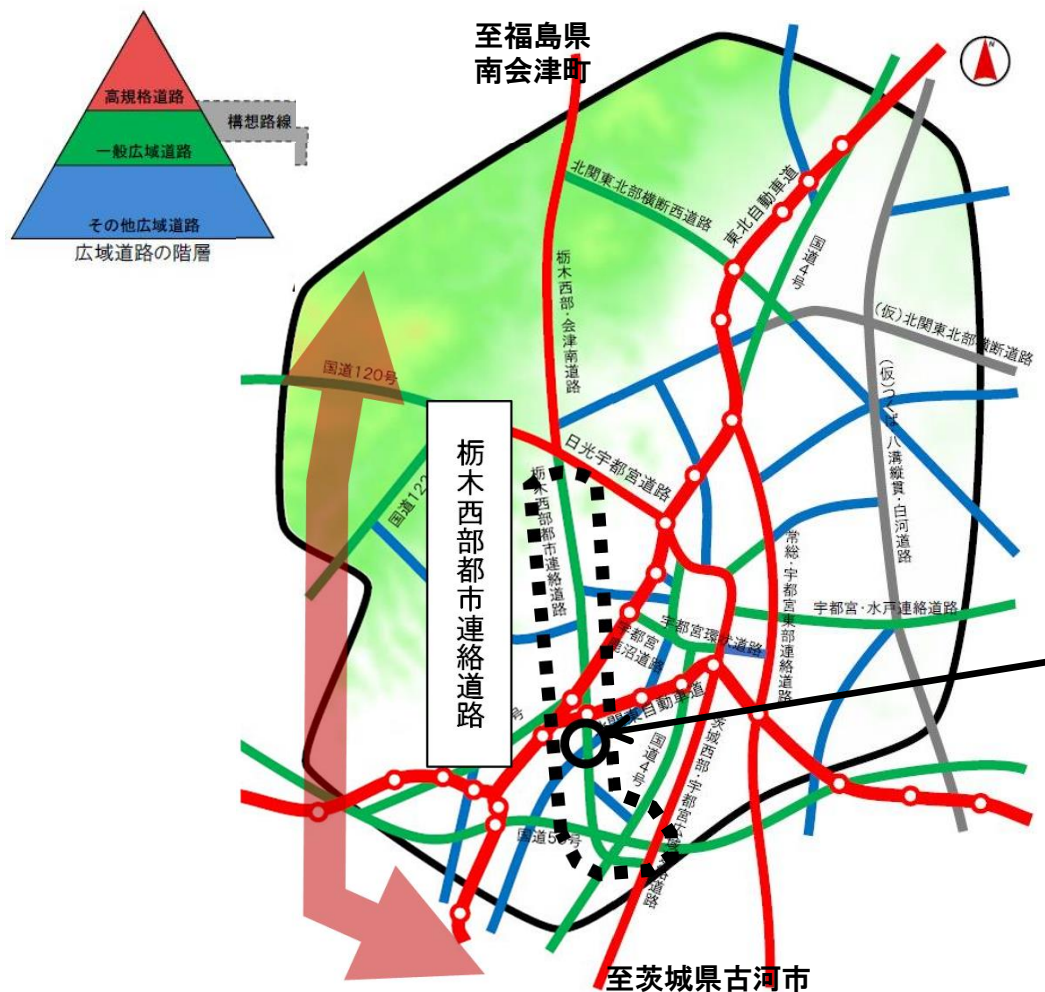 至福島県
南会津町
N
高規格道路
構想路線
一般広域道路
その他広域道路
広域道路の階層
北関東北部横断西道路
東北自動車道
国道4号
栃木西部・会津南道路
(仮)北関東北部横断道路
(仮)つくば・八溝縦貫・白河道路
国道120号
栃木西部都市連絡道路
日光宇都宮道路
栃木西部都市連絡道路
国道122
常総・宇都宮東部連絡道路
宇都宮・水戸連絡道路
宇都宮環状道路
宇都宮
鹿沼道路
号
北関東自動車道
国道4号
茨城西部・宇都宮広域連絡道路
国道50号
至茨城県古河市